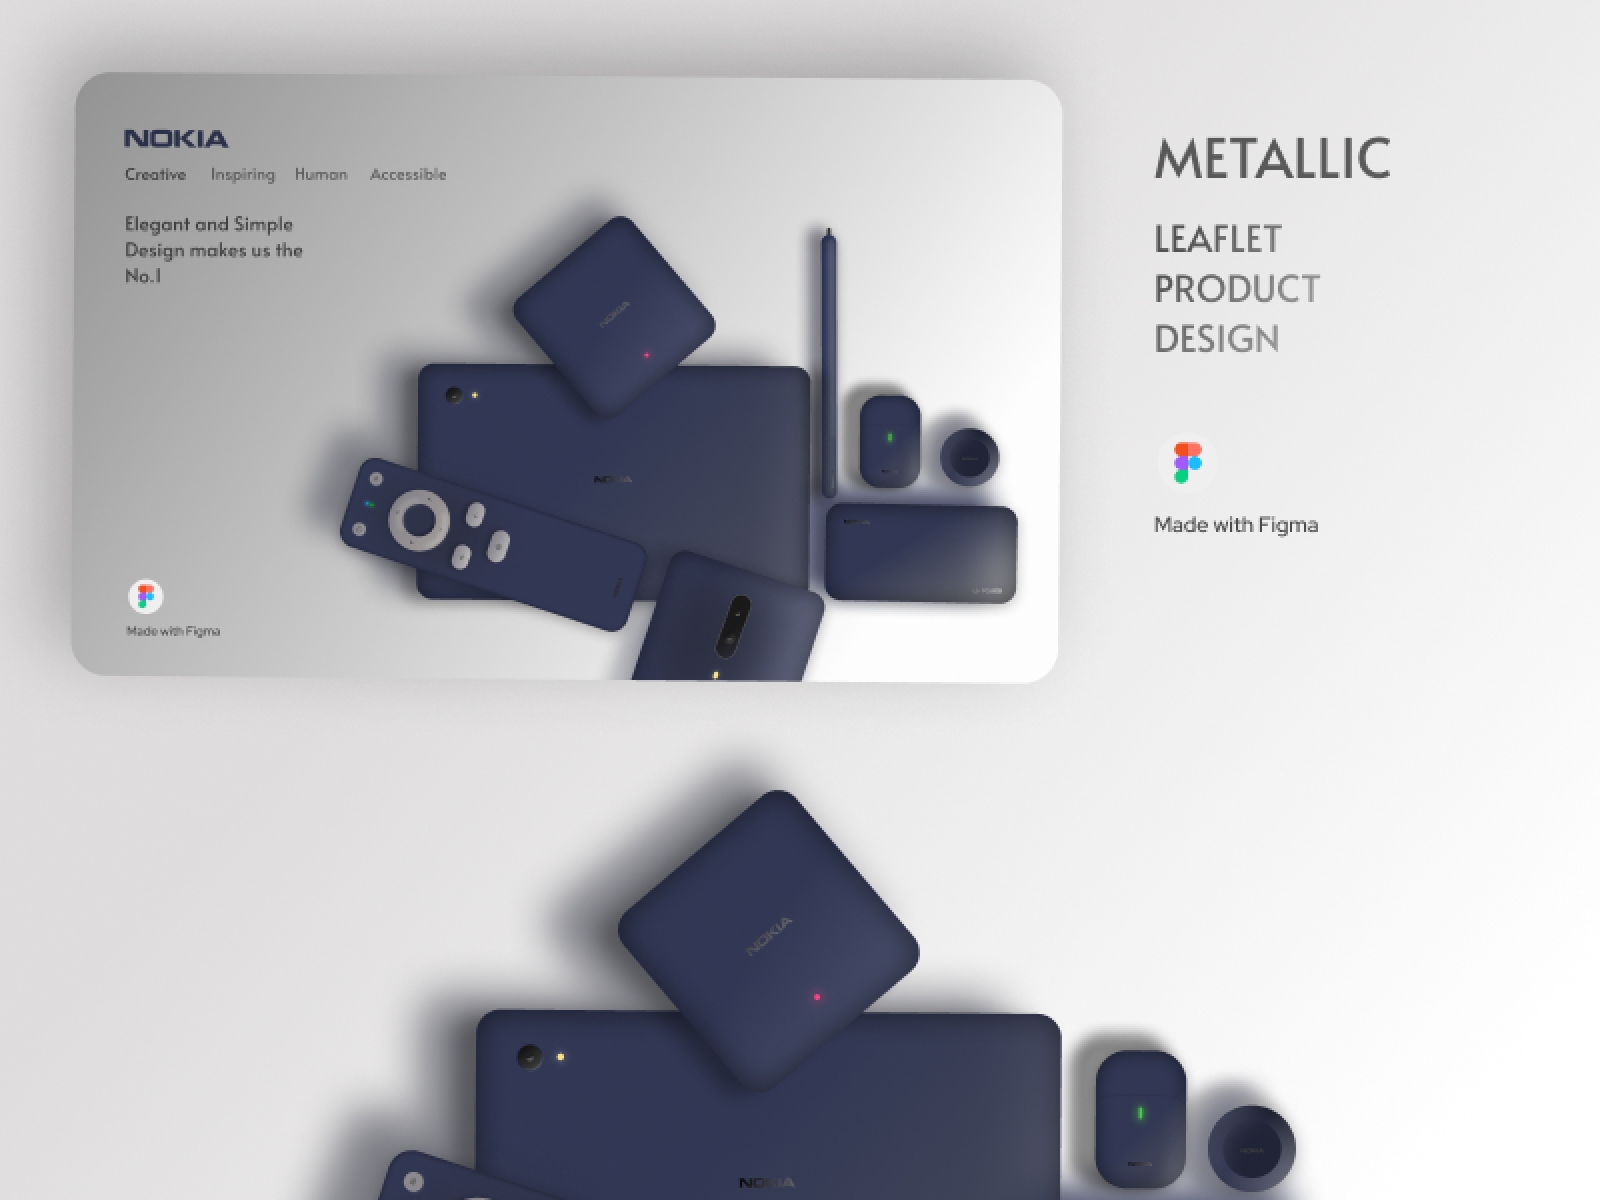 NOKIA
Creative Inspiring Human Accessible
Elegant and Simple
Design makes us the
No.1
NOKIA
NOKIA
Made with Figma
METALLIC
LEAFLET
PRODUCT
DESIGN
Made with Figma
NOKIA
NOKIA